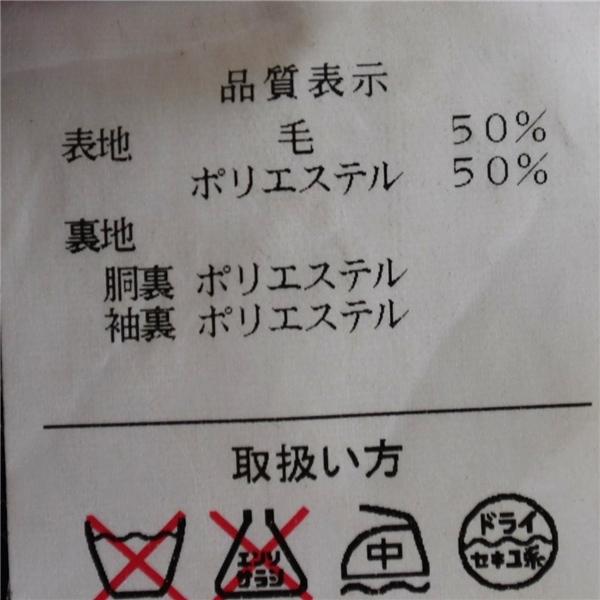 品質表示
表地 毛 50%
ポリエステル 50%
裏地
胴裏 ポリエステル
袖裏 ポリエステル
取扱い方
エンソ
サラシ
中
ドライ
セキユ系